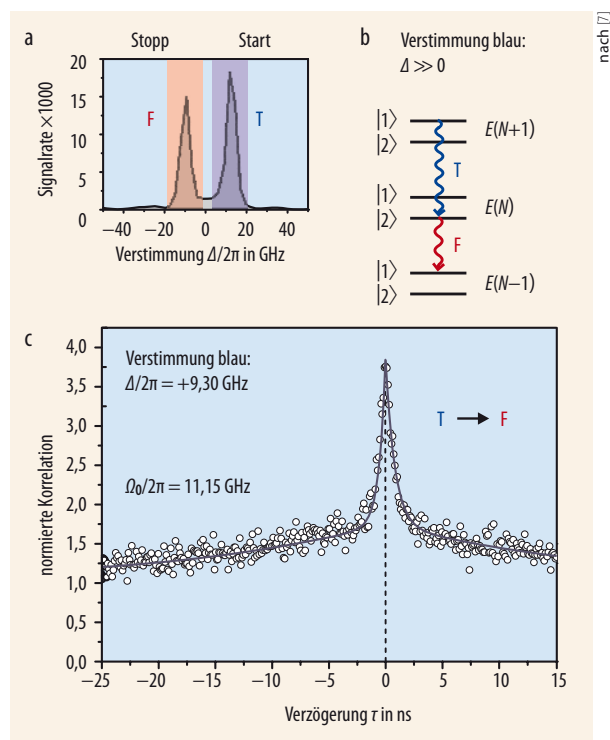 nach [7]
a
Stopp Start
20
15
10
5
0
Signalrate ×1000
F T
−40 −20 0 20 40
Verstimmung Δ/2π in GHz
b
Verstimmung blau:
Δ ≫ 0
|1⟩ E(N+1)
|2⟩
T
|1⟩ E(N)
|2⟩
F
|1⟩ E(N−1)
|2⟩
c
4,0
3,5
3,0
2,5
2,0
1,5
1,0
0,5
0,0
normierte Korrelation
Verstimmung blau:
Δ/2π = +9,30 GHz
T F
Ω₀/2π = 11,15 GHz
−25 −20 −15 −10 −5 0 5 10 15
Verzögerung τ in ns